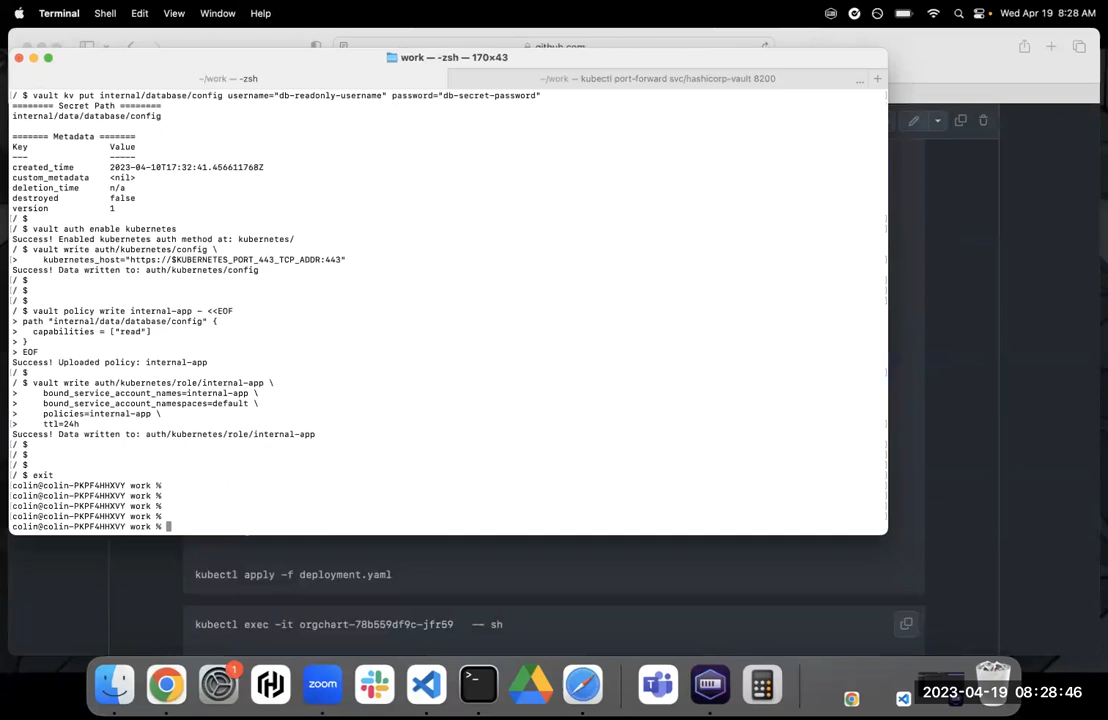 Terminal Shell Edit View Window Help Wed Apr 19 8:28 AM
github.com
work — -zsh — 170×43
~/work — -zsh ~/work — kubectl port-forward svc/hashicorp-vault 8200 ... +
[/ $ vault kv put internal/database/config username="db-readonly-username" password="db-secret-password" ]
======== Secret Path ========
internal/data/database/config
======= Metadata =======
Key Value
--- -----
created_time 2023-04-10T17:32:41.456611768Z
custom_metadata <nil>
deletion_time n/a
destroyed false
version 1
[/ $ ]
[/ $ vault auth enable kubernetes ]
Success! Enabled kubernetes auth method at: kubernetes/
[/ $ vault write auth/kubernetes/config \ ]
[> kubernetes_host="https://$KUBERNETES_PORT_443_TCP_ADDR:443" ]
Success! Data written to: auth/kubernetes/config
[/ $ ]
[/ $ ]
[/ $ ]
/ $ vault policy write internal-app - <<EOF
> path "internal/data/database/config" {
> capabilities = ["read"]
> }
> EOF
Success! Uploaded policy: internal-app
[/ $ ]
/ $ vault write auth/kubernetes/role/internal-app \
> bound_service_account_names=internal-app \
> bound_service_account_namespaces=default \
> policies=internal-app \
[> ttl=24h ]
Success! Data written to: auth/kubernetes/role/internal-app
[/ $ ]
[/ $ ]
[/ $ ]
[/ $ exit ]
colin@colin-PKPF4HHXVY work %
colin@colin-PKPF4HHXVY work %
colin@colin-PKPF4HHXVY work %
colin@colin-PKPF4HHXVY work %
colin@colin-PKPF4HHXVY work %
kubectl apply -f deployment.yaml
kubectl exec -it orgchart-78b559df9c-jfr59 -- sh
1
zoom
2023-04-19 08:28:46